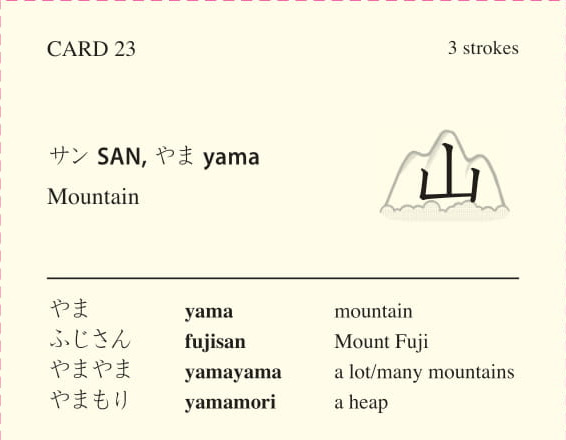 CARD 23 3 strokes
サン SAN, やま yama
Mountain
山
やま yama mountain
ふじさん fujisan Mount Fuji
やまやま yamayama a lot/many mountains
やまもり yamamori a heap